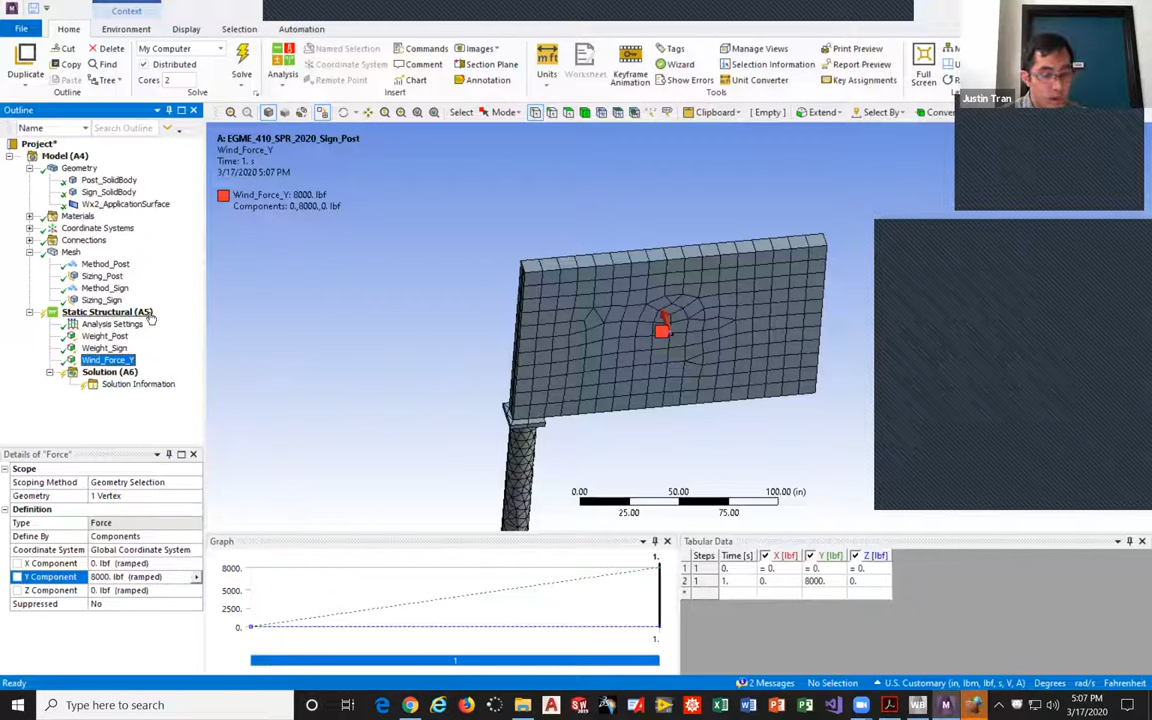 Context
File Home Environment Display Selection Automation
Duplicate
Cut
Copy
Paste
Delete
Find
Tree
Outline
My Computer
Distributed
Cores 2
Solve
Solve
Analysis
Named Selection
Coordinate System
Remote Point
Commands
Comment
Chart
Images
Section Plane
Annotation
Insert
Units
Worksheets
Keyframe Animation
Tags
Wizard
Show Errors
Manage Views
Selection Information
Unit Converter
Print Preview
Report Preview
Key Assignments
Tools
Full Screen
Justin Tran
Outline
Name Search Outline
Select Mode Clipboard [ Empty ] Extend Select By Conver
Project*
Model (A4)
Geometry
Post_SolidBody
Sign_SolidBody
Wx2_ApplicationSurface
Materials
Coordinate Systems
Connections
Mesh
Method_Post
Sizing_Post
Method_Sign
Sizing_Sign
Static Structural (A5)
Analysis Settings
Weight_Post
Weight_Sign
Wind_Force_Y
Solution (A6)
Solution Information
A: EGME_410_SPR_2020_Sign_Post
Wind_Force_Y
Time: 1. s
3/17/2020 5:07 PM
Wind_Force_Y: 8000. lbf
Components: 0.,8000.,0. lbf
0.00 50.00 100.00 (in)
25.00 75.00
Details of "Force"
Scope
Scoping Method Geometry Selection
Geometry 1 Vertex
Definition
Type Force
Define By Components
Coordinate System Global Coordinate System
X Component 0. lbf (ramped)
Y Component 8000. lbf (ramped)
Z Component 0. lbf (ramped)
Suppressed No
Graph
1.
8000.
5000.
2500.
0.
1.
1
Tabular Data
Steps Time [s] X [lbf] Y [lbf] Z [lbf]
1 1 0. = 0. = 0. = 0.
2 1 1. 0. 8000. 0.
*
Ready 2 Messages No Selection U.S. Customary (in, lbm, lbf, s, V, A) Degrees rad/s Fahrenheit
Type here to search
5:07 PM
3/17/2020